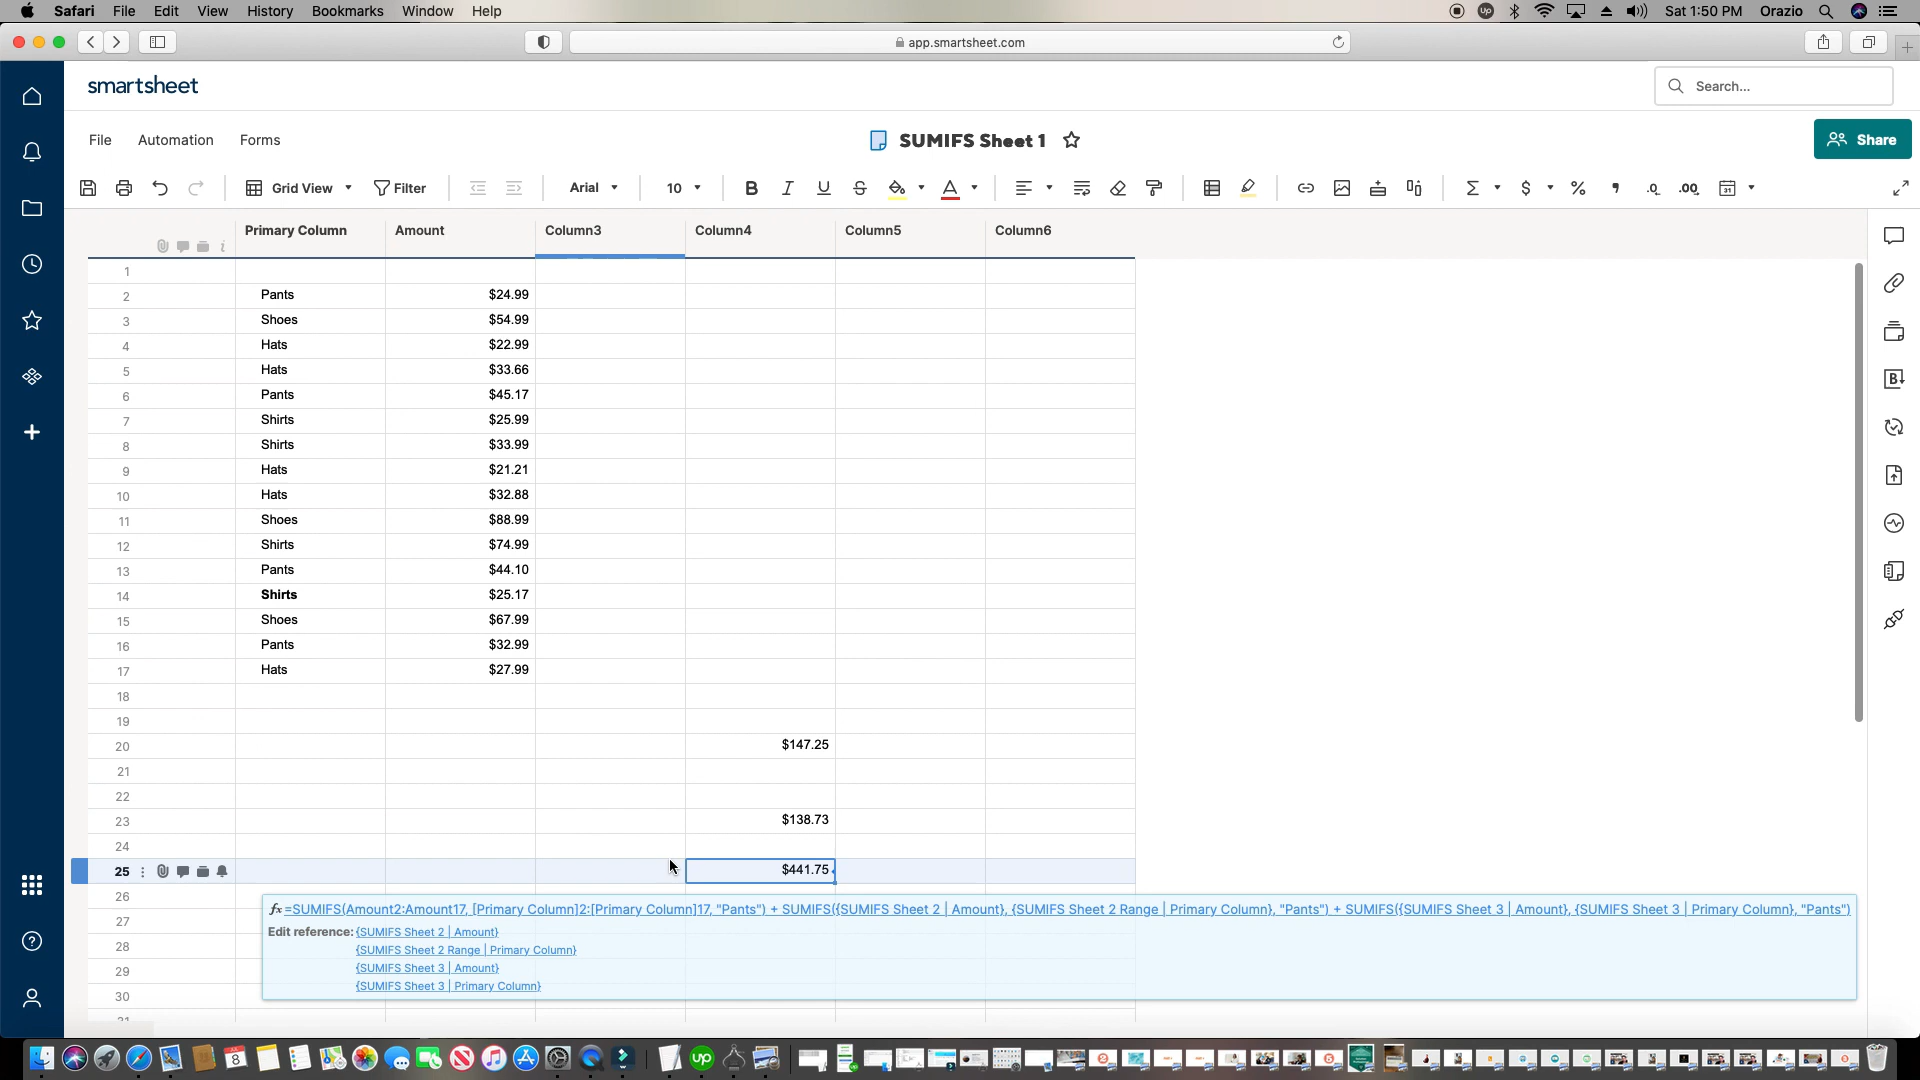 Safari File Edit View History Bookmarks Window Help Sat 1:50 PM Orazio
app.smartsheet.com
smartsheet Search...
File Automation Forms SUMIFS Sheet 1 Share
Grid View Filter Arial 10 B I U S A Σ $ % , .0 .00
Primary Column Amount Column3 Column4 Column5 Column6
1
2 Pants $24.99
3 Shoes $54.99
4 Hats $22.99
5 Hats $33.66
6 Pants $45.17
7 Shirts $25.99
8 Shirts $33.99
9 Hats $21.21
10 Hats $32.88
11 Shoes $88.99
12 Shirts $74.99
13 Pants $44.10
14 Shirts $25.17
15 Shoes $67.99
16 Pants $32.99
17 Hats $27.99
18
19
20 $147.25
21
22
23 $138.73
24
25 $441.75
26
fx =SUMIFS(Amount2:Amount17, [Primary Column]2:[Primary Column]17, "Pants") + SUMIFS({SUMIFS Sheet 2 | Amount}, {SUMIFS Sheet 2 Range | Primary Column}, "Pants") + SUMIFS({SUMIFS Sheet 3 | Amount}, {SUMIFS Sheet 3 | Primary Column}, "Pants")
27
Edit reference: {SUMIFS Sheet 2 | Amount}
28 {SUMIFS Sheet 2 Range | Primary Column}
29 {SUMIFS Sheet 3 | Amount}
30 {SUMIFS Sheet 3 | Primary Column}